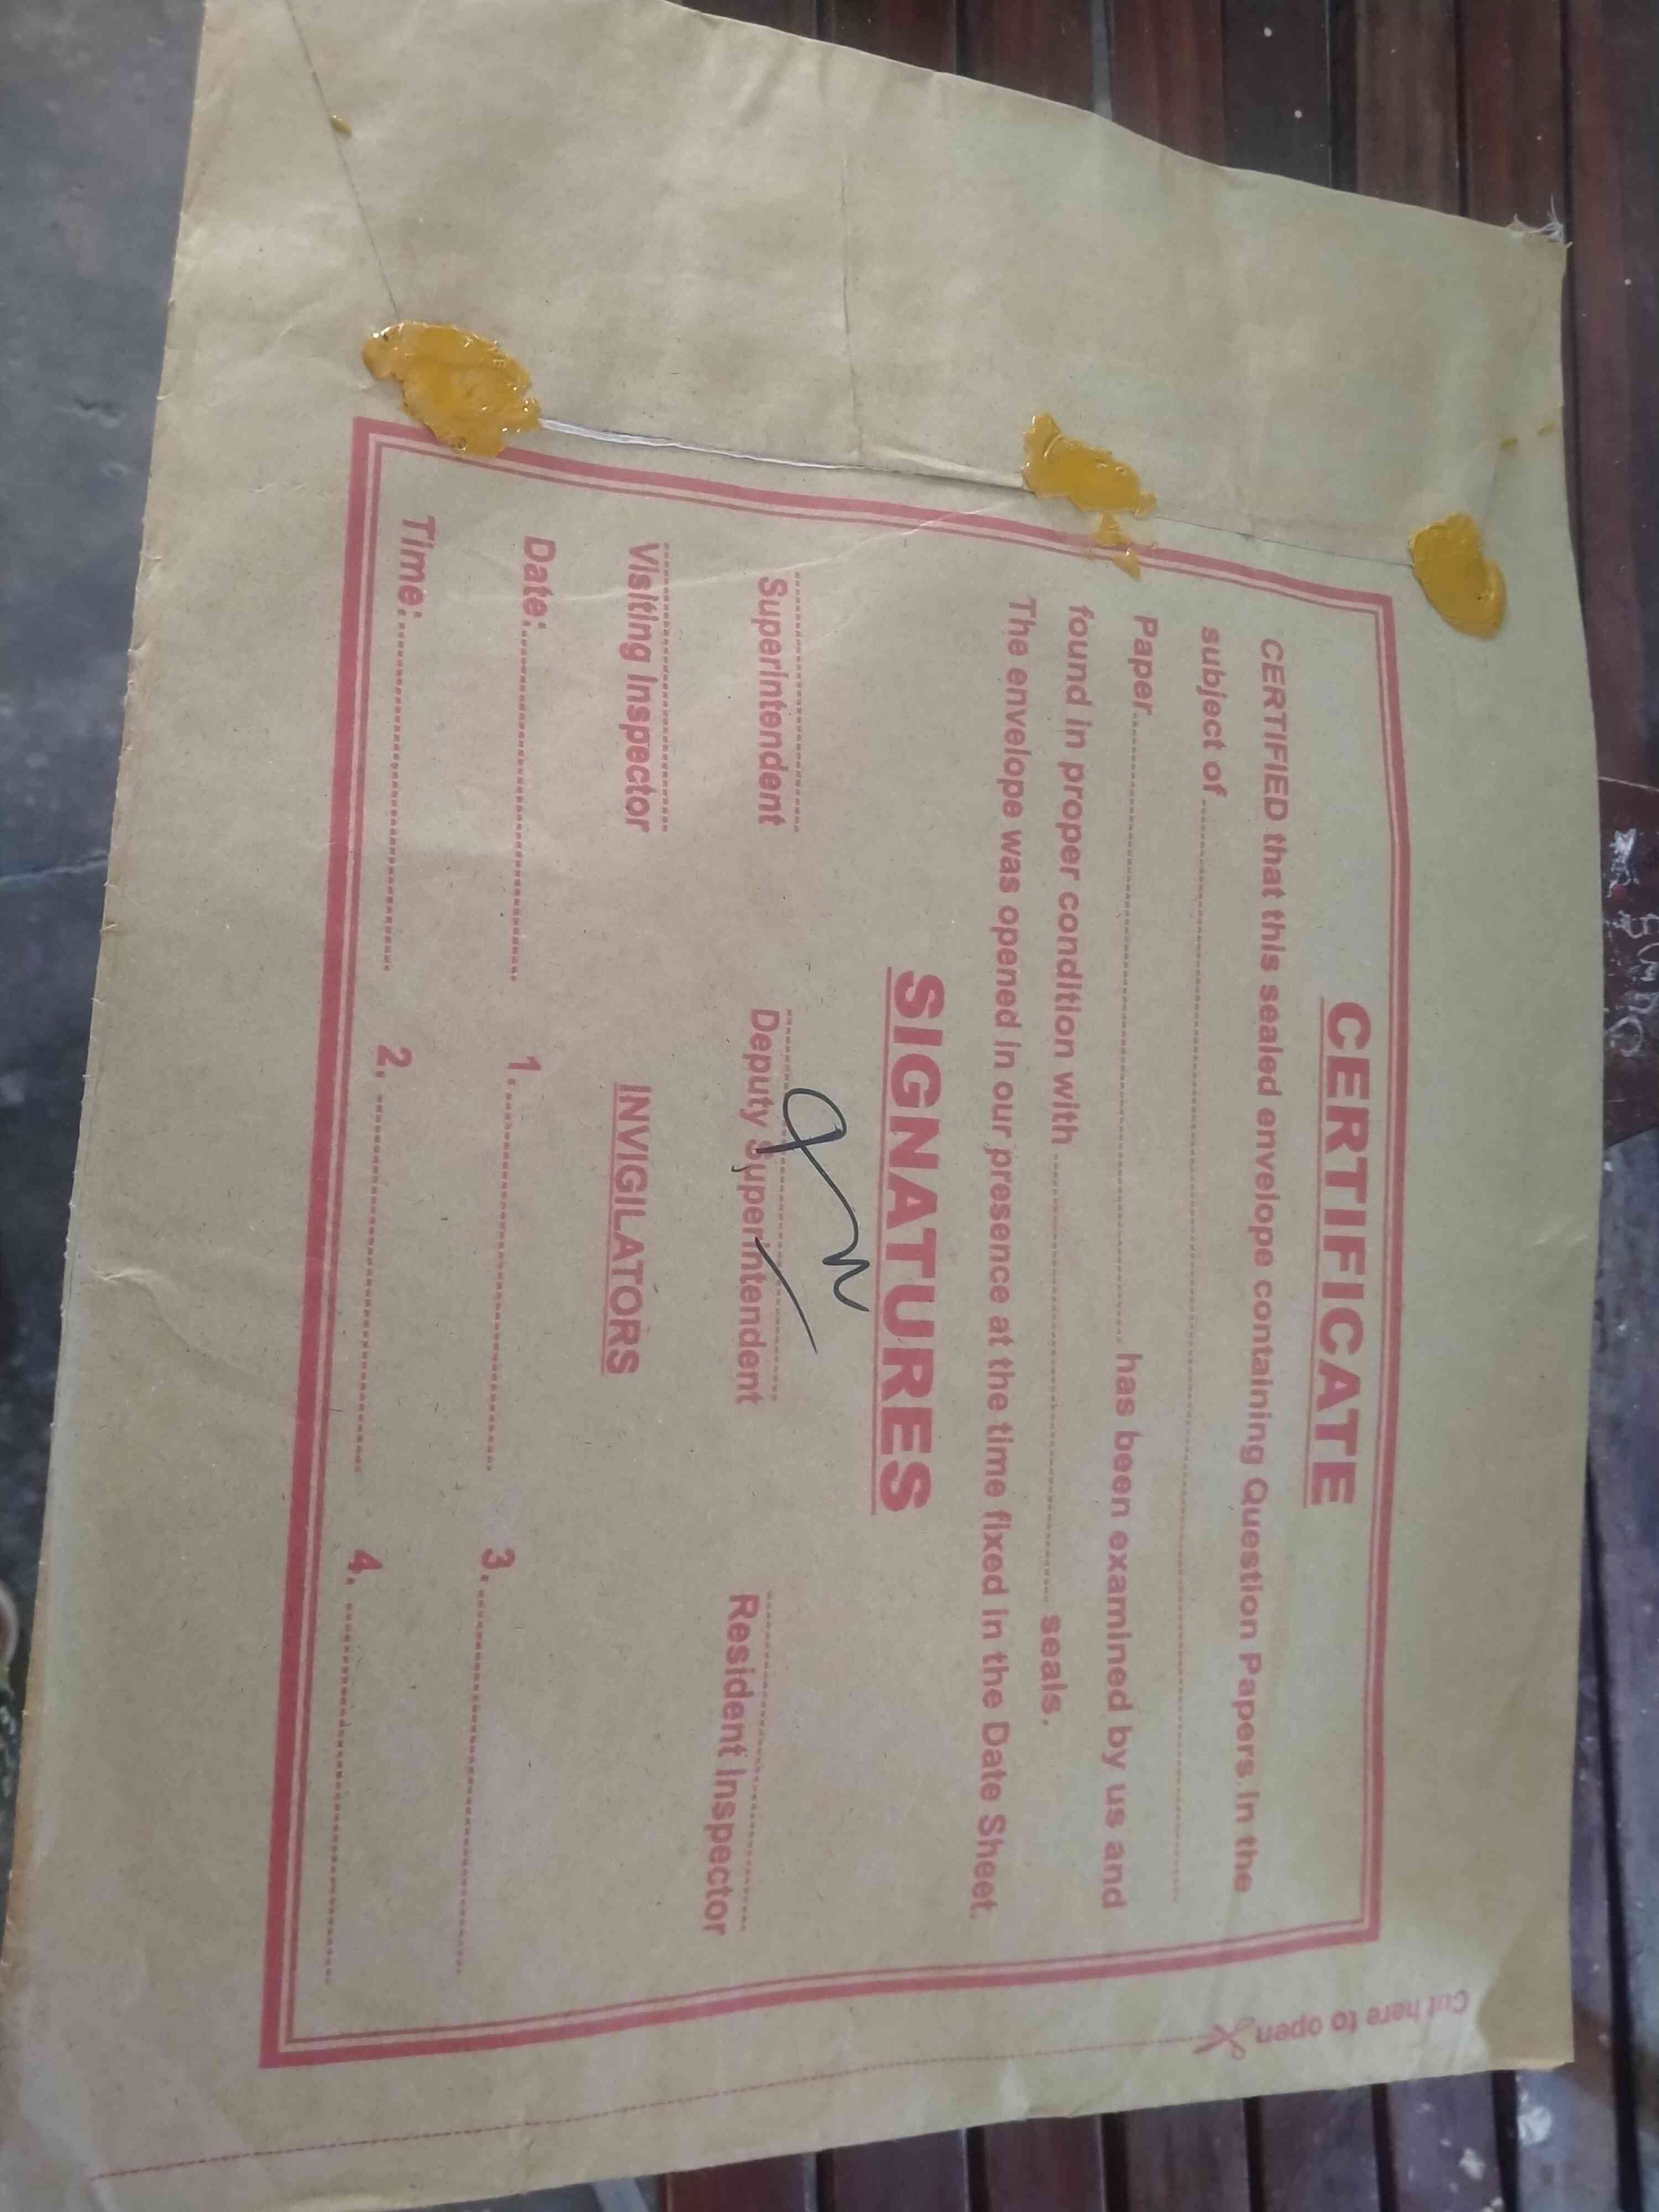 CERTIFICATE
CERTIFIED that this sealed envelope containing Question Papers. In the
subject of
Paper has been examined by us and
found in proper condition with seals.
The envelope was opened in our presence at the time fixed in the Date Sheet.
SIGNATURES
Superintendent Deputy Superintendent Resident Inspector
Visiting Inspector INVIGILATORS
Date: 1. 3.
Time: 2. 4.
Cut here to open